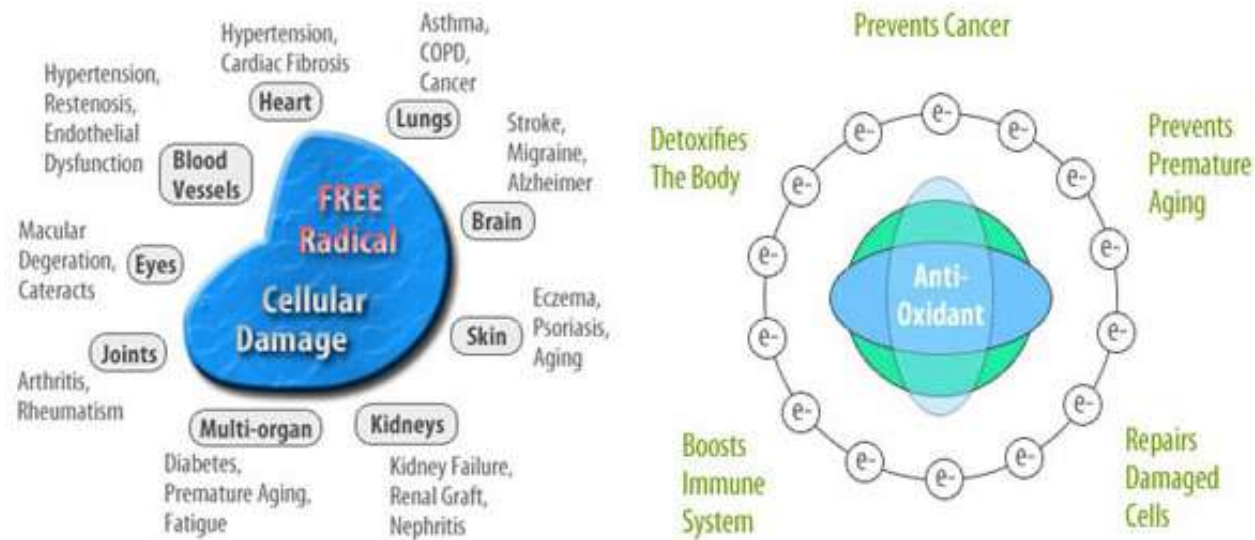 Hypertension,
Cardiac Fibrosis
Heart
Asthma,
COPD,
Cancer
Lungs
Hypertension,
Restenosis,
Endothelial
Dysfunction
Blood
Vessels
Stroke,
Migraine,
Alzheimer
Brain
FREE
Radical
Cellular
Damage
Macular
Degeration,
Cateracts
Eyes
Eczema,
Psoriasis,
Aging
Skin
Joints
Arthritis,
Rheumatism
Multi-organ
Diabetes,
Premature Aging,
Fatigue
Kidneys
Kidney Failure,
Renal Graft,
Nephritis
Prevents Cancer
Detoxifies
The Body
Prevents
Premature
Aging
e-
e-
e-
e-
e-
e-
e-
e-
e-
e-
e-
e-
e-
e-
Anti-
Oxidant
Boosts
Immune
System
Repairs
Damaged
Cells